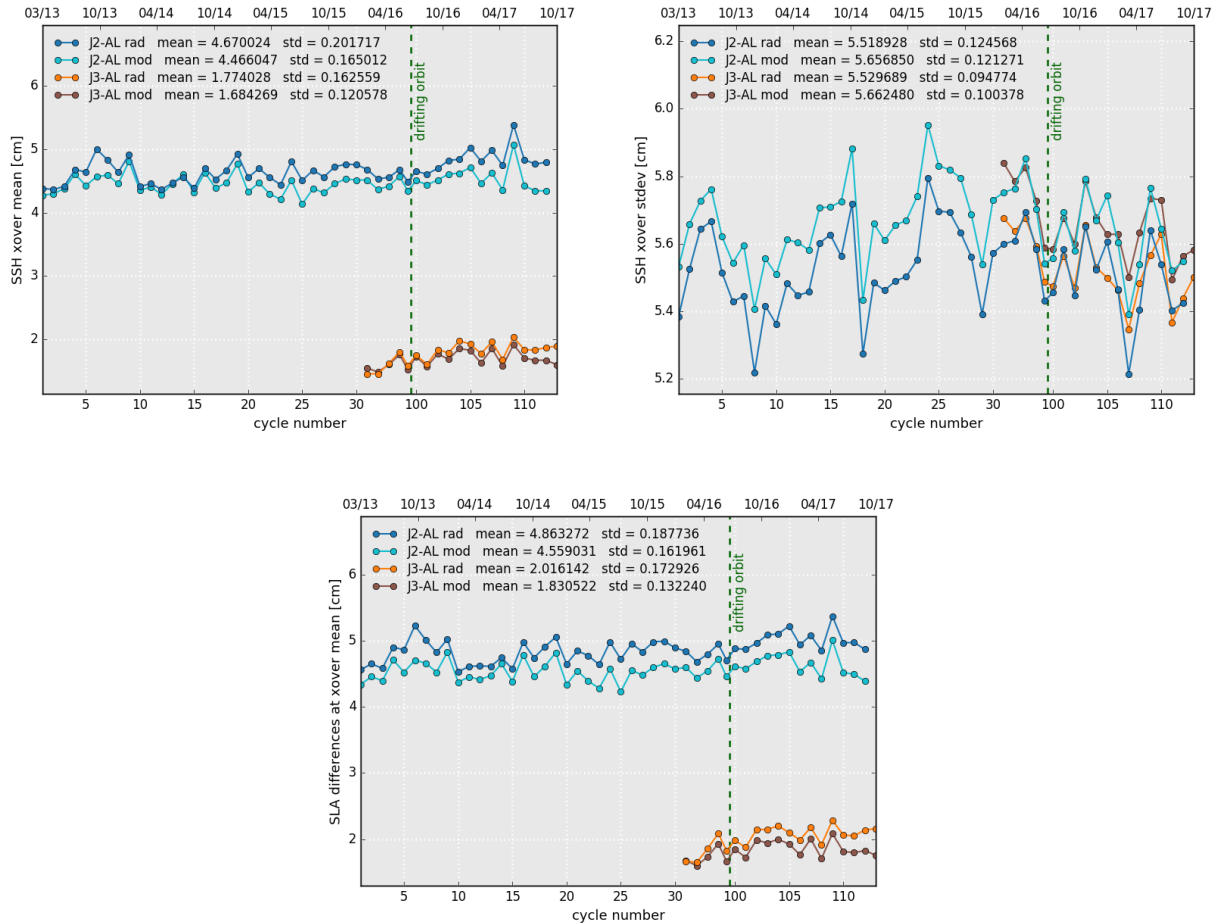 03/13 10/13 04/14 10/14 04/15 10/15 04/16 10/16 04/17 10/17
J2-AL rad mean = 4.670024 std = 0.201717
J2-AL mod mean = 4.466047 std = 0.165012
J3-AL rad mean = 1.774028 std = 0.162559
J3-AL mod mean = 1.684269 std = 0.120578
drifting orbit
SSH xover mean [cm]
6
5
4
3
2
5 10 15 20 25 30 100 105 110
cycle number
03/13 10/13 04/14 10/14 04/15 10/15 04/16 10/16 04/17 10/17
J2-AL rad mean = 5.518928 std = 0.124568
J2-AL mod mean = 5.656850 std = 0.121271
J3-AL rad mean = 5.529689 std = 0.094774
J3-AL mod mean = 5.662480 std = 0.100378
drifting orbit
SSH xover stdev [cm]
6.2
6.0
5.8
5.6
5.4
5.2
5 10 15 20 25 30 100 105 110
cycle number
03/13 10/13 04/14 10/14 04/15 10/15 04/16 10/16 04/17 10/17
J2-AL rad mean = 4.863272 std = 0.187736
J2-AL mod mean = 4.559031 std = 0.161961
J3-AL rad mean = 2.016142 std = 0.172926
J3-AL mod mean = 1.830522 std = 0.132240
drifting orbit
SLA differences at xover mean [cm]
6
5
4
3
2
5 10 15 20 25 30 100 105 110
cycle number